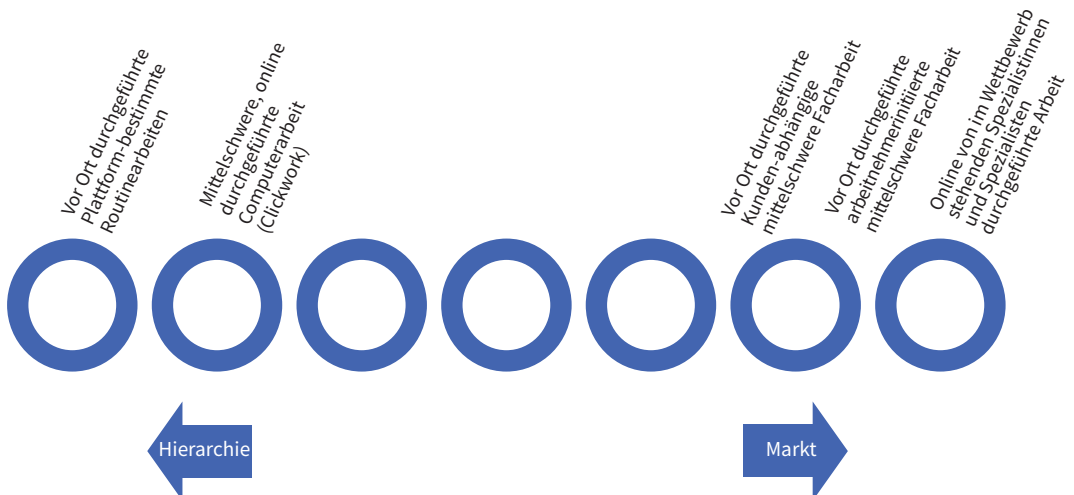 Vor Ort durchgeführte
Plattform-bestimmte
Routinearbeiten
Mittelschwere, online
durchgeführte
Computerarbeit
(Clickwork)
Vor Ort durchgeführte
Kunden-abhängige
mittelschwere Facharbeit
Vor Ort durchgeführte
arbeitnehmerinitiierte
mittelschwere Facharbeit
Online von im Wettbewerb
stehenden Spezialistinnen
und Spezialisten
durchgeführte Arbeit
Hierarchie
Markt